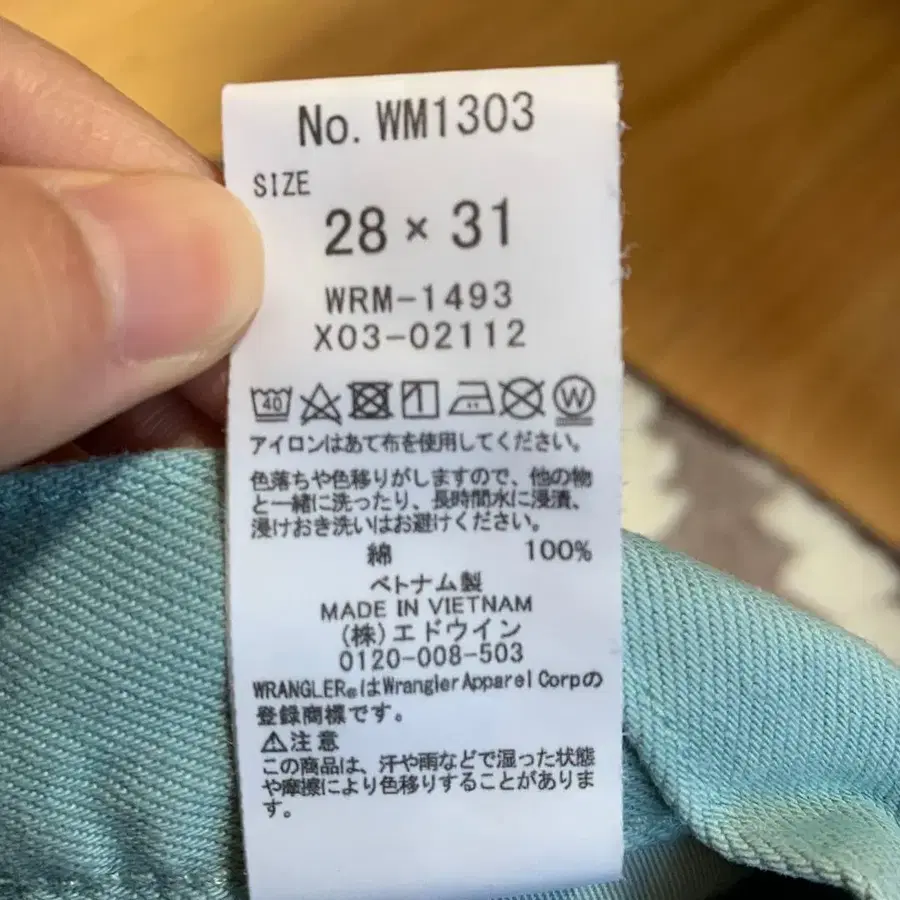 No. WM1303
SIZE
28 × 31
WRM-1493
X03-02112
40 1 W
アイロンはあて布を使用してください。
色落ちや色移りがしますので、他の物
と一緒に洗ったり、長時間水に浸漬、
浸けおき洗いはお避けください。
綿 100%
ベトナム製
MADE IN VIETNAM
(株)エドウイン
0120-008-503
WRANGLER®はWrangler Apparel Corpの
登録商標です。
⚠注意
この商品は、汗や雨などで湿った状態
や摩擦により色移りすることがありま
す。